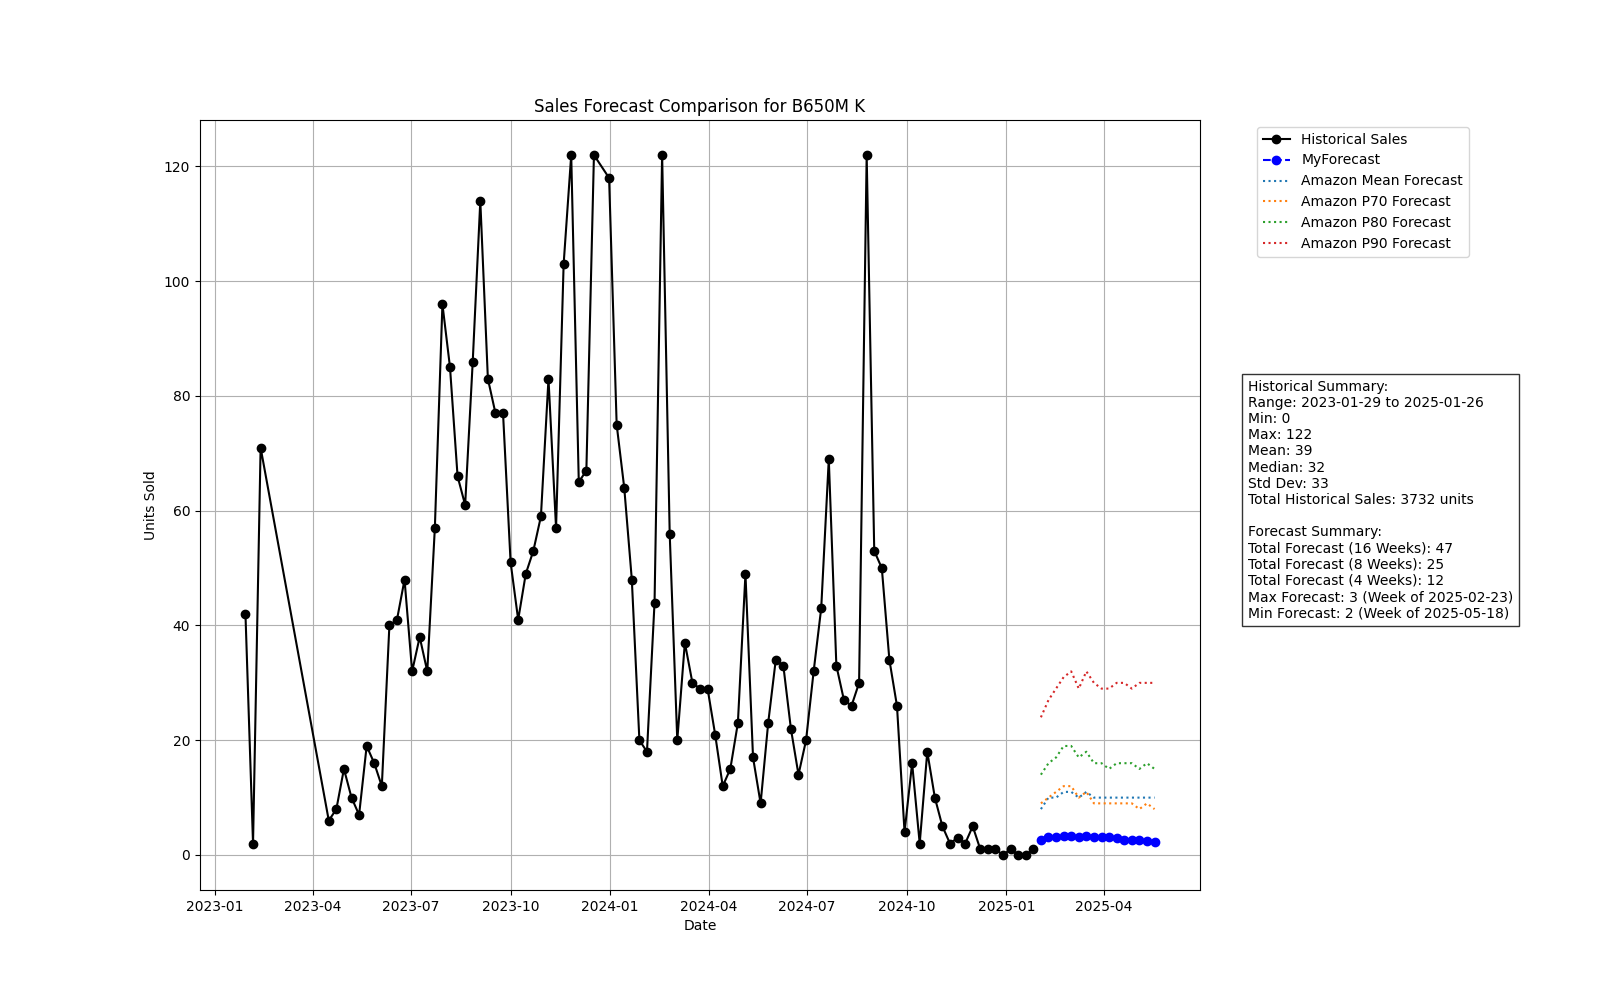 Sales Forecast Comparison for B650M K
Historical Sales
MyForecast
Amazon Mean Forecast
Amazon P70 Forecast
Amazon P80 Forecast
Amazon P90 Forecast
120
100
80
60
40
20
0
Units Sold
2023-01
2023-04
2023-07
2023-10
2024-01
2024-04
2024-07
2024-10
2025-01
2025-04
Date
Historical Summary:
Range: 2023-01-29 to 2025-01-26
Min: 0
Max: 122
Mean: 39
Median: 32
Std Dev: 33
Total Historical Sales: 3732 units
Forecast Summary:
Total Forecast (16 Weeks): 47
Total Forecast (8 Weeks): 25
Total Forecast (4 Weeks): 12
Max Forecast: 3 (Week of 2025-02-23)
Min Forecast: 2 (Week of 2025-05-18)